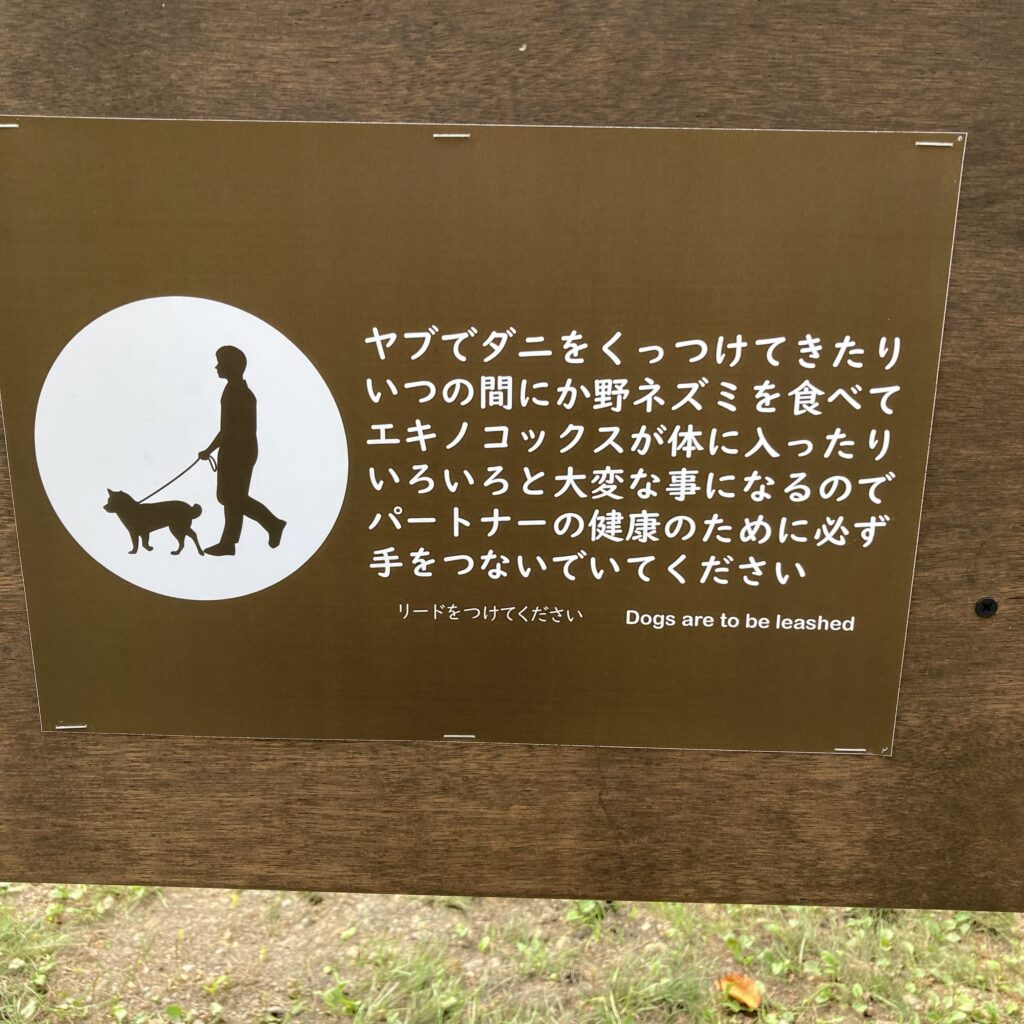 ヤブでダニをくっつけてきたり
いつの間にか野ネズミを食べて
エキノコックスが体に入ったり
いろいろと大変な事になるので
パートナーの健康のために必ず
手をつないでいてください
リードをつけてください
Dogs are to be leashed